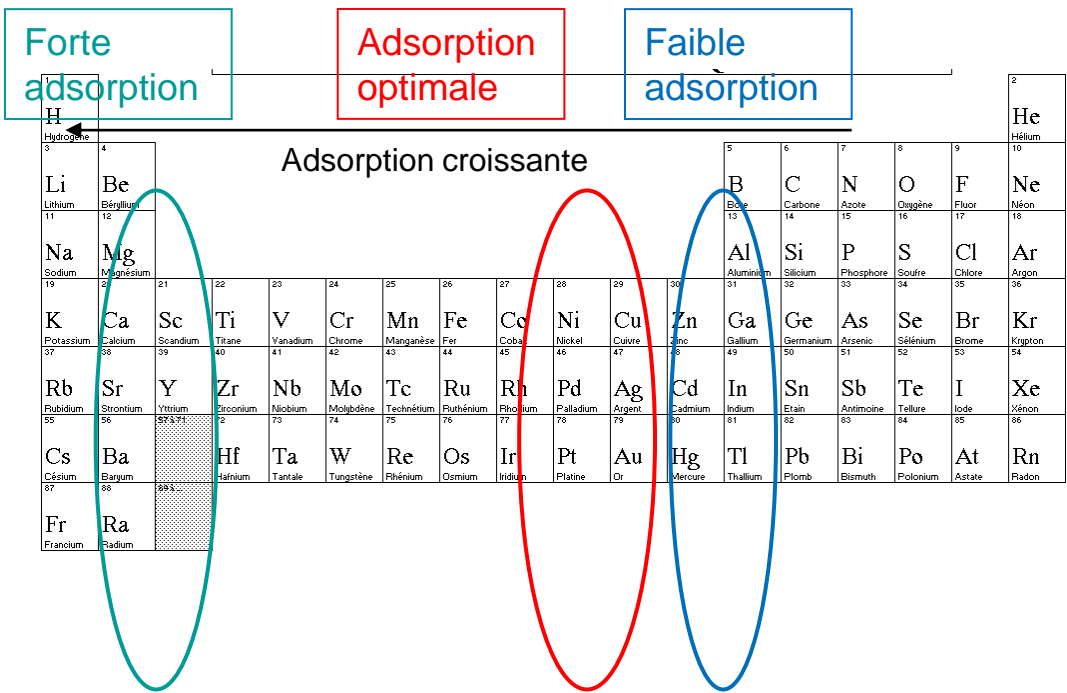 Forte
adsorption
Adsorption
optimale
Faible
adsorption
Adsorption croissante
1 2
H He
Hydrogène Hélium
3 4 5 6 7 8 9 10
Li Be B C N O F Ne
Lithium Béryllium Bore Carbone Azote Oxygène Fluor Néon
11 12 13 14 15 16 17 18
Na Mg Al Si P S Cl Ar
Sodium Magnésium Aluminium Silicium Phosphore Soufre Chlore Argon
19 20 21 22 23 24 25 26 27 28 29 30 31 32 33 34 35 36
K Ca Sc Ti V Cr Mn Fe Co Ni Cu Zn Ga Ge As Se Br Kr
Potassium Calcium Scandium Titane Vanadium Chrome Manganèse Fer Cobalt Nickel Cuivre Zinc Gallium Germanium Arsenic Sélénium Brome Krypton
37 38 39 40 41 42 43 44 45 46 47 48 49 50 51 52 53 54
Rb Sr Y Zr Nb Mo Tc Ru Rh Pd Ag Cd In Sn Sb Te I Xe
Rubidium Strontium Yttrium Zirconium Niobium Molybdène Technétium Ruthénium Rhodium Palladium Argent Cadmium Indium Etain Antimoine Tellure Iode Xénon
55 56 57à71 72 73 74 75 76 77 78 79 80 81 82 83 84 85 86
Cs Ba Hf Ta W Re Os Ir Pt Au Hg Tl Pb Bi Po At Rn
Césium Baryum Hafnium Tantale Tungstène Rhénium Osmium Iridium Platine Or Mercure Thallium Plomb Bismuth Polonium Astate Radon
87 88 89à
Fr Ra
Francium Radium